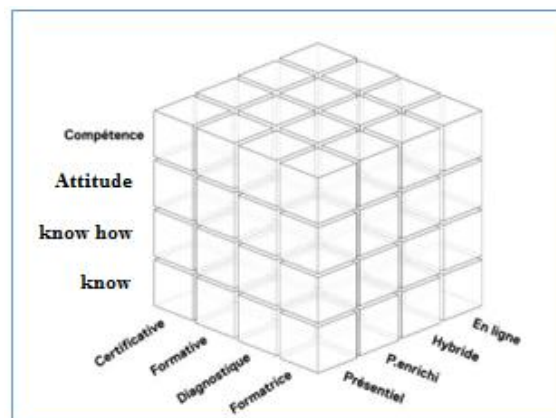 Compétence
Attitude
know how
know
Certificative
Formative
Diagnostique
Formatrice
Présentiel
P.enrichi
Hybride
En ligne